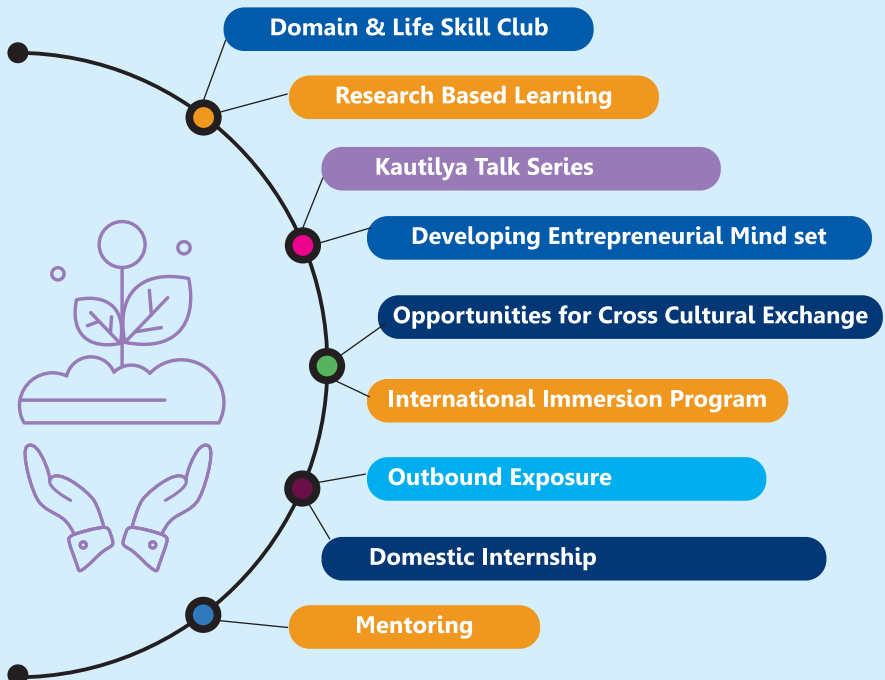 Domain & Life Skill Club
Research Based Learning
Kautilya Talk Series
Developing Entrepreneurial Mind set
Opportunities for Cross Cultural Exchange
International Immersion Program
Outbound Exposure
Domestic Internship
Mentoring